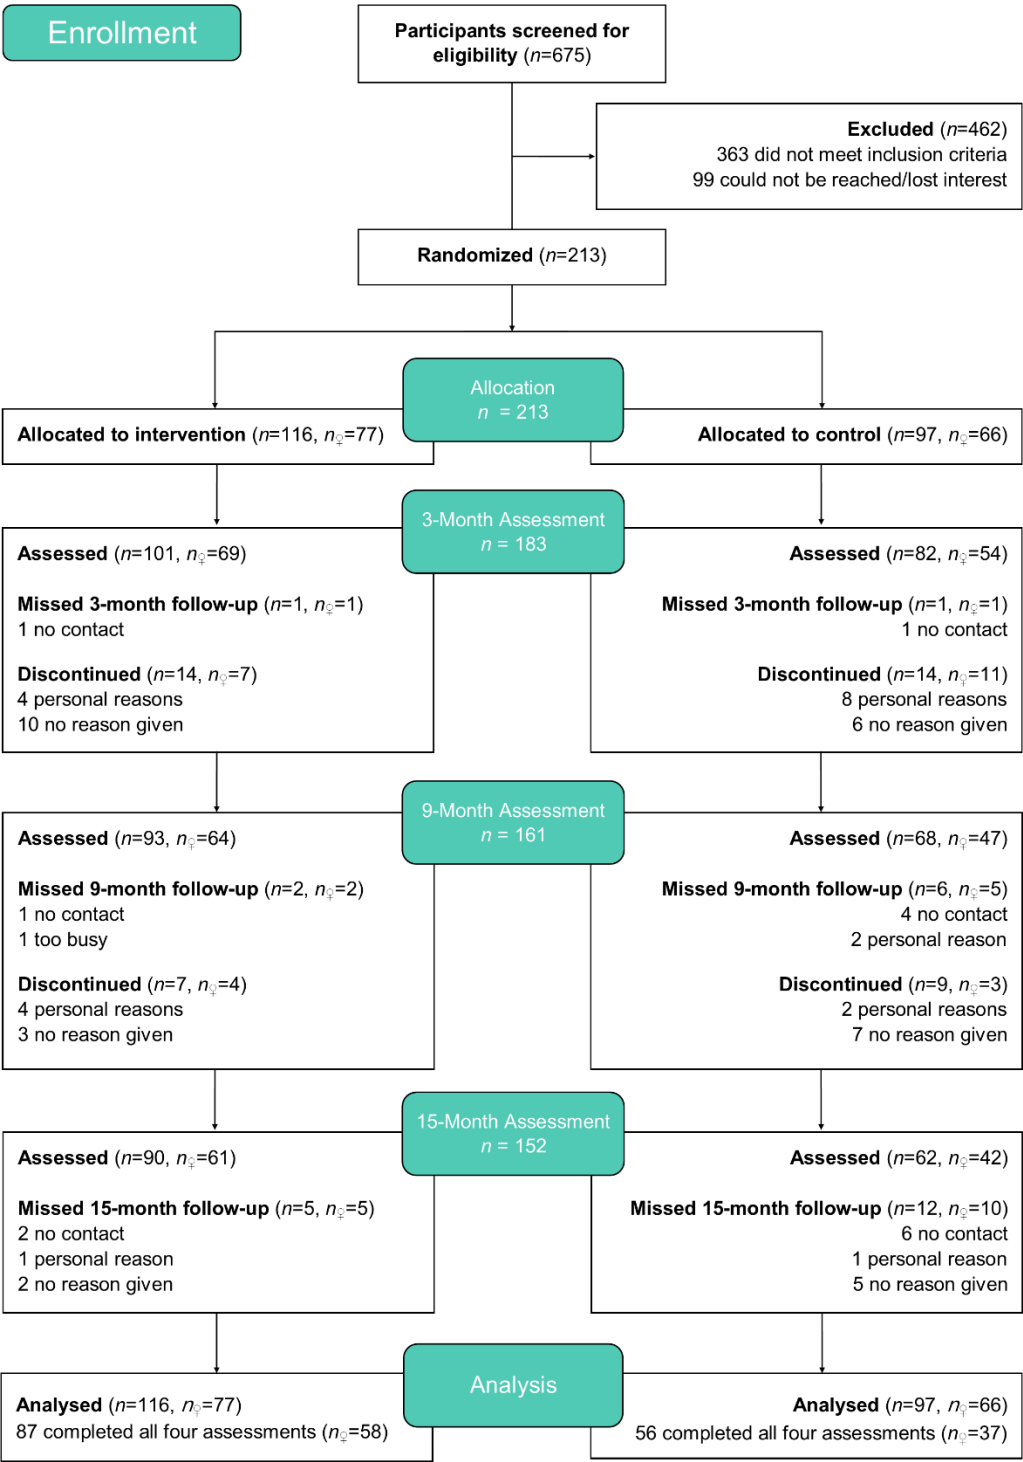 Enrollment
Participants screened for
eligibility (n=675)
Excluded (n=462)
363 did not meet inclusion criteria
99 could not be reached/lost interest
Randomized (n=213)
Allocation
n = 213
Allocated to intervention (n=116, n♀=77)
Allocated to control (n=97, n♀=66)
3-Month Assessment
n = 183
Assessed (n=101, n♀=69)
Missed 3-month follow-up (n=1, n♀=1)
1 no contact
Discontinued (n=14, n♀=7)
4 personal reasons
10 no reason given
Assessed (n=82, n♀=54)
Missed 3-month follow-up (n=1, n♀=1)
1 no contact
Discontinued (n=14, n♀=11)
8 personal reasons
6 no reason given
9-Month Assessment
n = 161
Assessed (n=93, n♀=64)
Missed 9-month follow-up (n=2, n♀=2)
1 no contact
1 too busy
Discontinued (n=7, n♀=4)
4 personal reasons
3 no reason given
Assessed (n=68, n♀=47)
Missed 9-month follow-up (n=6, n♀=5)
4 no contact
2 personal reason
Discontinued (n=9, n♀=3)
2 personal reasons
7 no reason given
15-Month Assessment
n = 152
Assessed (n=90, n♀=61)
Missed 15-month follow-up (n=5, n♀=5)
2 no contact
1 personal reason
2 no reason given
Assessed (n=62, n♀=42)
Missed 15-month follow-up (n=12, n♀=10)
6 no contact
1 personal reason
5 no reason given
Analysis
Analysed (n=116, n♀=77)
87 completed all four assessments (n♀=58)
Analysed (n=97, n♀=66)
56 completed all four assessments (n♀=37)